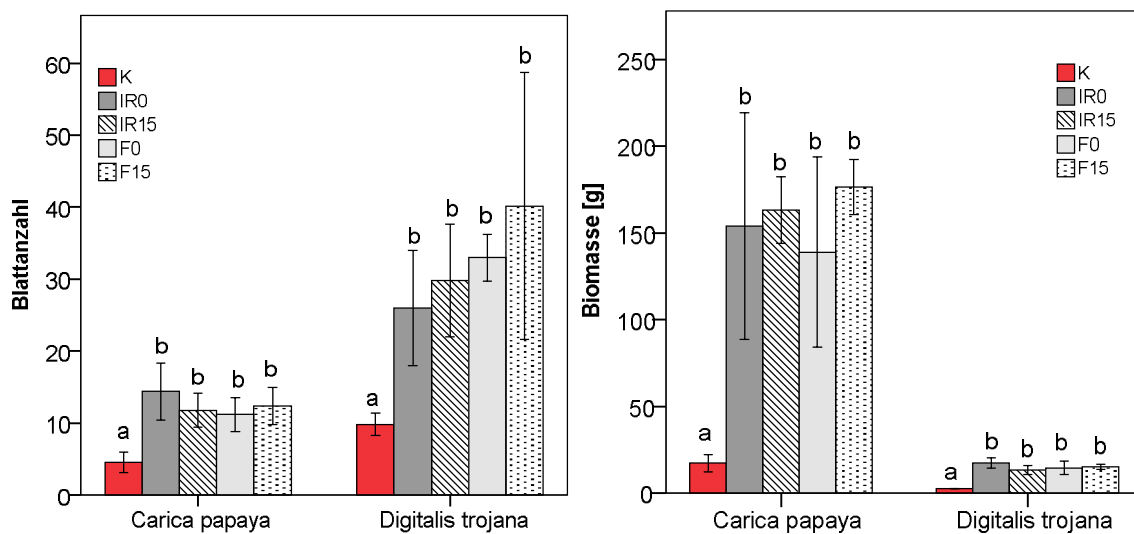 Blattanzahl
60
50
40
30
20
10
0
K
IR0
IR15
F0
F15
a
b
b
b
b
a
b
b
b
b
Carica papaya
Digitalis trojana
Biomasse [g]
250
200
150
100
50
0
K
IR0
IR15
F0
F15
a
b
b
b
b
a
b
b
b
b
Carica papaya
Digitalis trojana